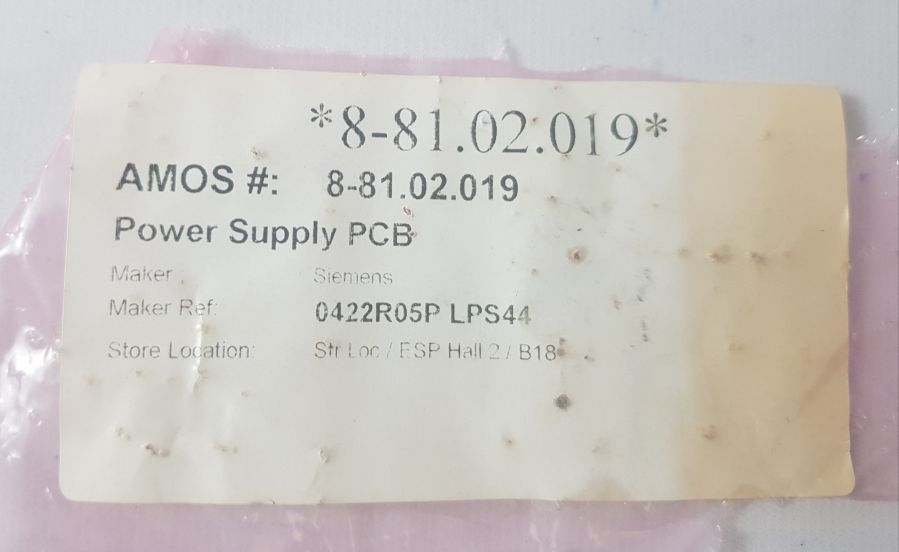 *8-81.02.019*
AMOS #: 8-81.02.019
Power Supply PCB
Maker : Siemens
Maker Ref: 0422R05P LPS44
Store Location: Str Loc / ESP Hall 2 / B18